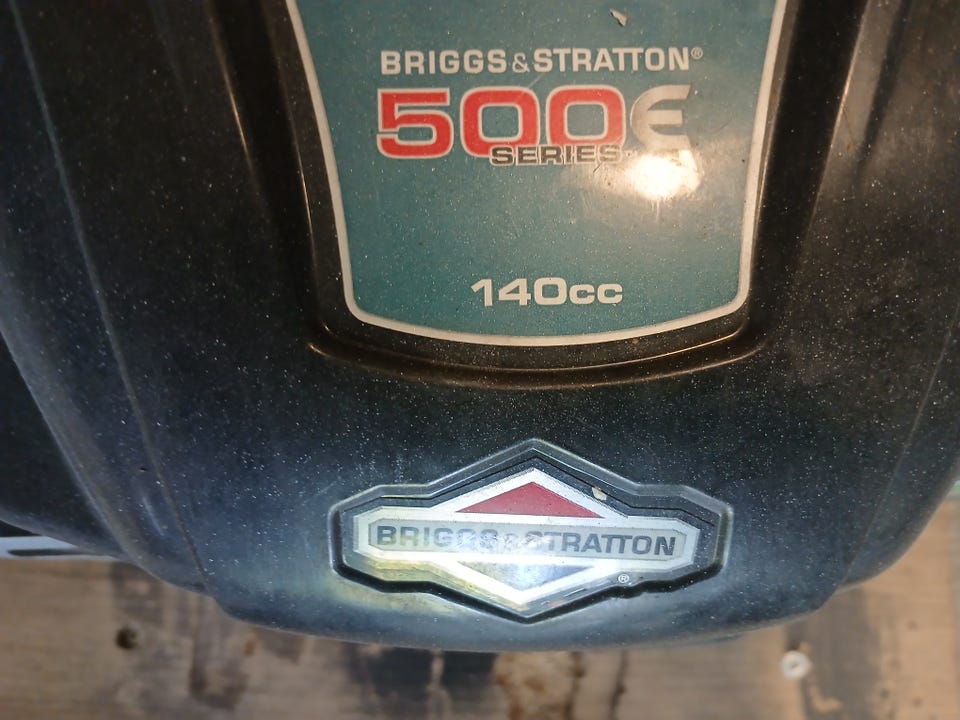 BRIGGS & STRATTON®
500E
SERIES
140cc
BRIGGS & STRATTON
®